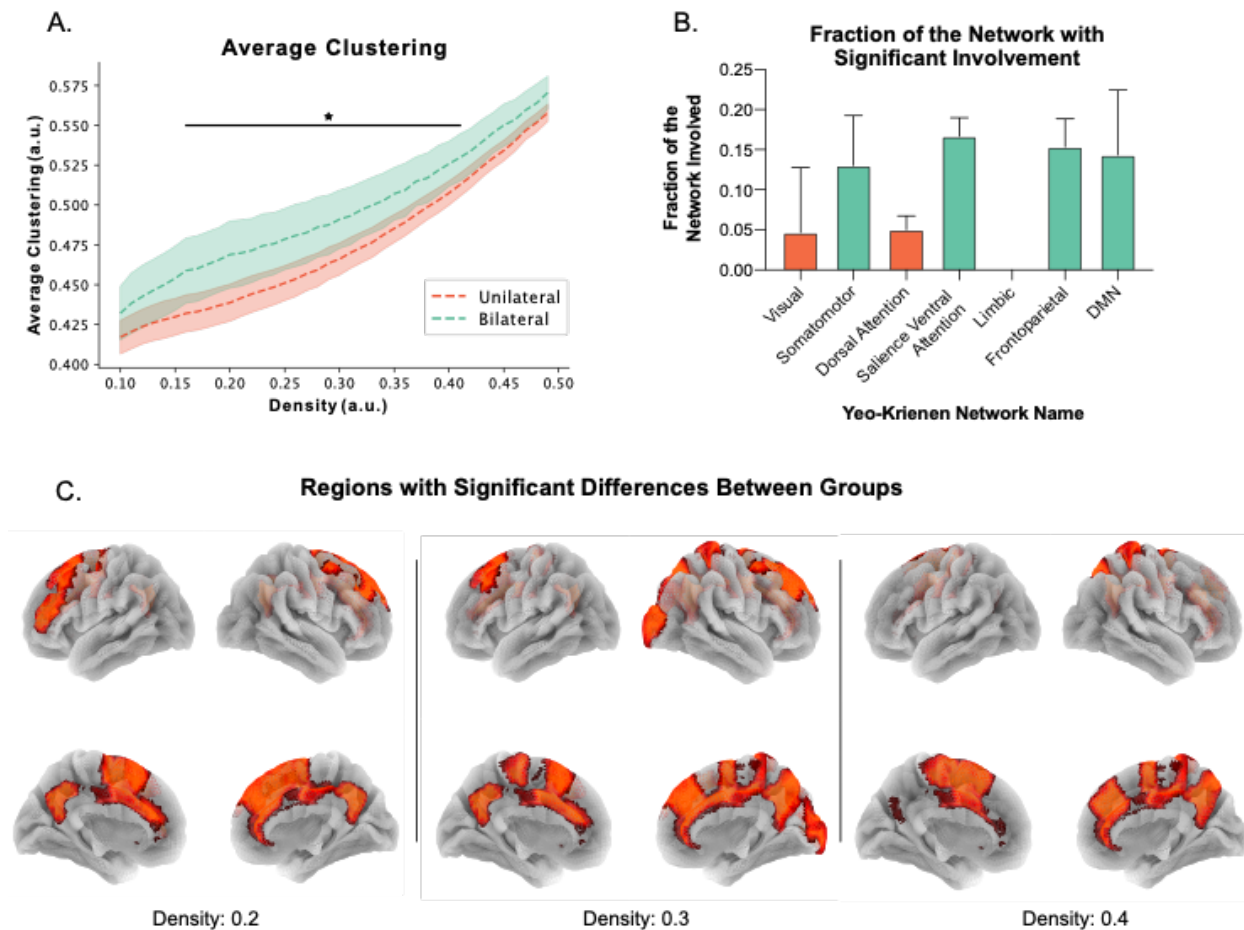 A.
Average Clustering
Average Clustering (a.u.)
0.575
0.550
0.525
0.500
0.475
0.450
0.425
0.400
0.10 0.15 0.20 0.25 0.30 0.35 0.40 0.45 0.50
Density (a.u.)
Unilateral
Bilateral
B.
Fraction of the Network with
Significant Involvement
Fraction of the
Network Involved
0.25
0.20
0.15
0.10
0.05
0.00
Visual
Somatomotor
Dorsal Attention
Salience Ventral
Attention
Limbic
Frontoparietal
DMN
Yeo-Krienen Network Name
C.
Regions with Significant Differences Between Groups
Density: 0.2
Density: 0.3
Density: 0.4